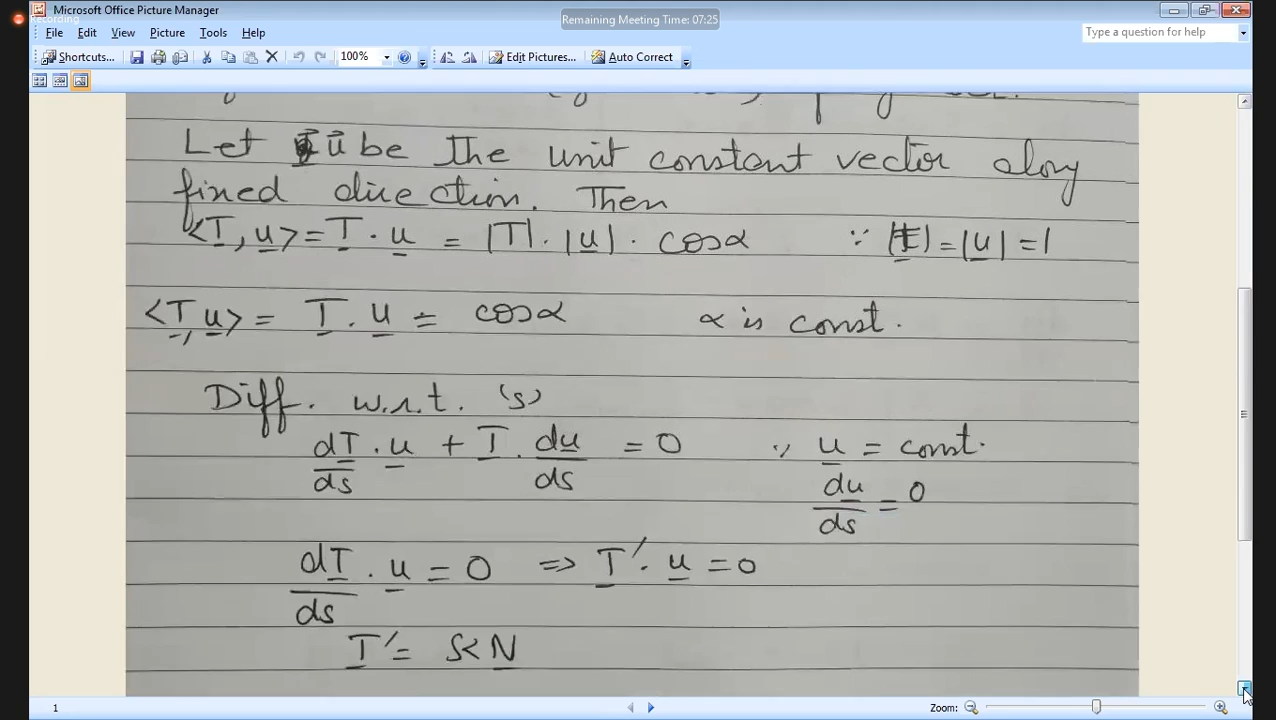 Recording
Microsoft Office Picture Manager
Remaining Meeting Time: 07:25
File Edit View Picture Tools Help
Type a question for help
Shortcuts... 100% Edit Pictures... Auto Correct
Let u⃗ be the unit constant vector along
fixed direction. Then
<T, u> = T · u = |T| · |u| · cosα ∵ |T| = |u| = 1
<T, u> = T · u = cosα α is const.
Diff. w.r.t. 's'
dT/ds · u + T · du/ds = 0 ∵ u = const.
du/ds = 0
dT/ds · u = 0 ⇒ T′ · u = 0
T′ = κ N
1 Zoom: